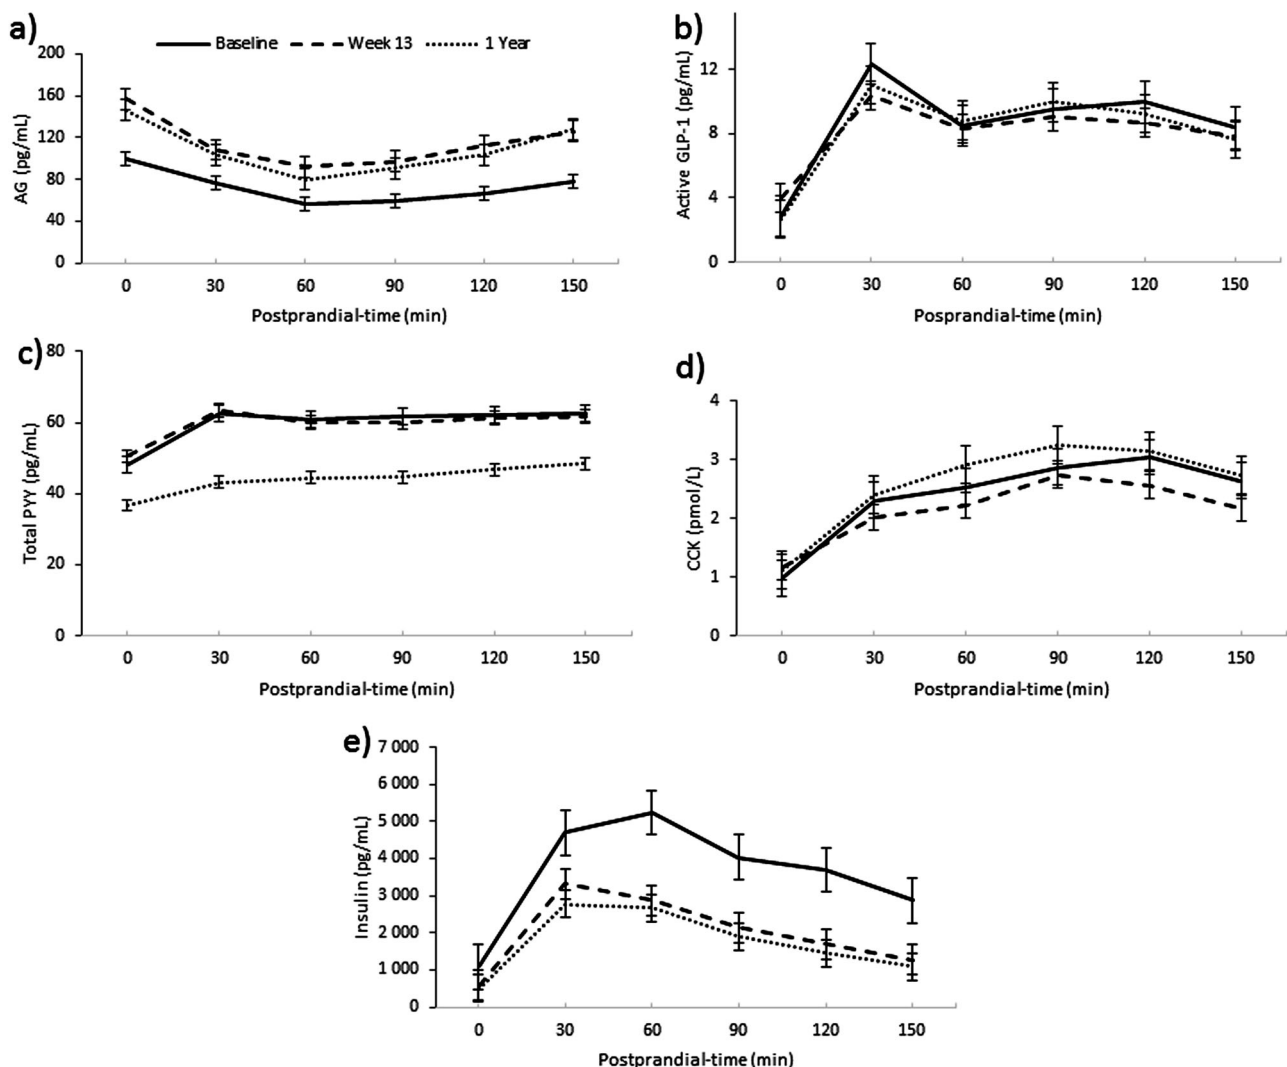 a)
Baseline Week 13 1 Year
200
160
120
80
40
0
AG (pg/mL)
0 30 60 90 120 150
Postprandial-time (min)
b)
12
8
4
0
Active GLP-1 (pg/mL)
0 30 60 90 120 150
Postprandial-time (min)
c)
80
60
40
20
0
Total PYY (pg/mL)
0 30 60 90 120 150
Postprandial-time (min)
d)
4
3
2
1
0
CCK (pmol/L)
0 30 60 90 120 150
Postprandial-time (min)
e)
7 000
6 000
5 000
4 000
3 000
2 000
1 000
0
Insulin (pg/mL)
0 30 60 90 120 150
Postprandial-time (min)